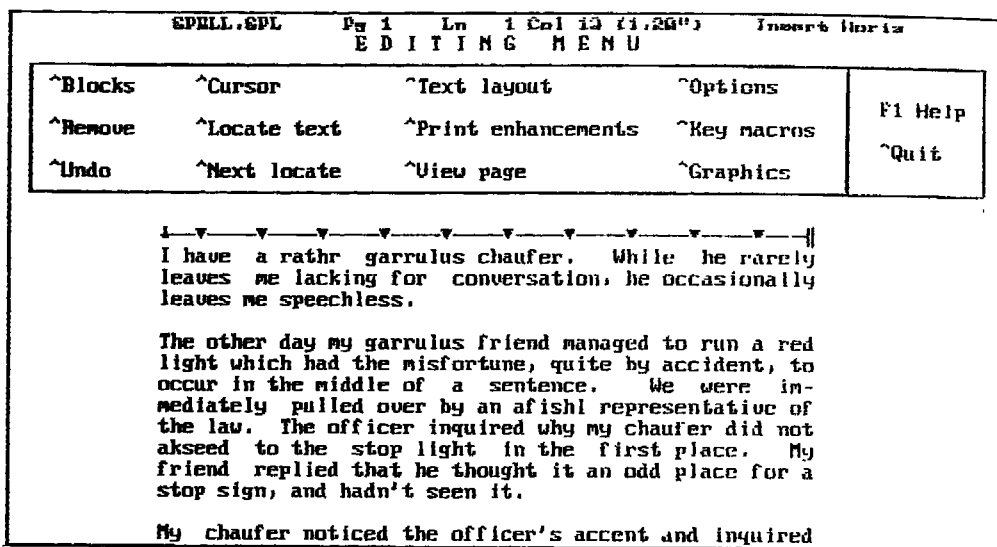 SPELL.SPL Pg 1 Ln 1 Col 13 (1.20") Insert Horiz
E D I T I N G M E N U
^Blocks ^Cursor ^Text layout ^Options
F1 Help
^Remove ^Locate text ^Print enhancements ^Key macros
^Quit
^Undo ^Next locate ^View page ^Graphics
I have a rathr garrulus chaufer. While he rarely
leaves me lacking for conversation, he occasionally
leaves me speechless.
The other day my garrulus friend managed to run a red
light which had the misfortune, quite by accident, to
occur in the middle of a sentence. We were im-
mediately pulled over by an afishl representative of
the law. The officer inquired why my chaufer did not
akseed to the stop light in the first place. My
friend replied that he thought it an odd place for a
stop sign, and hadn't seen it.
My chaufer noticed the officer's accent and inquired